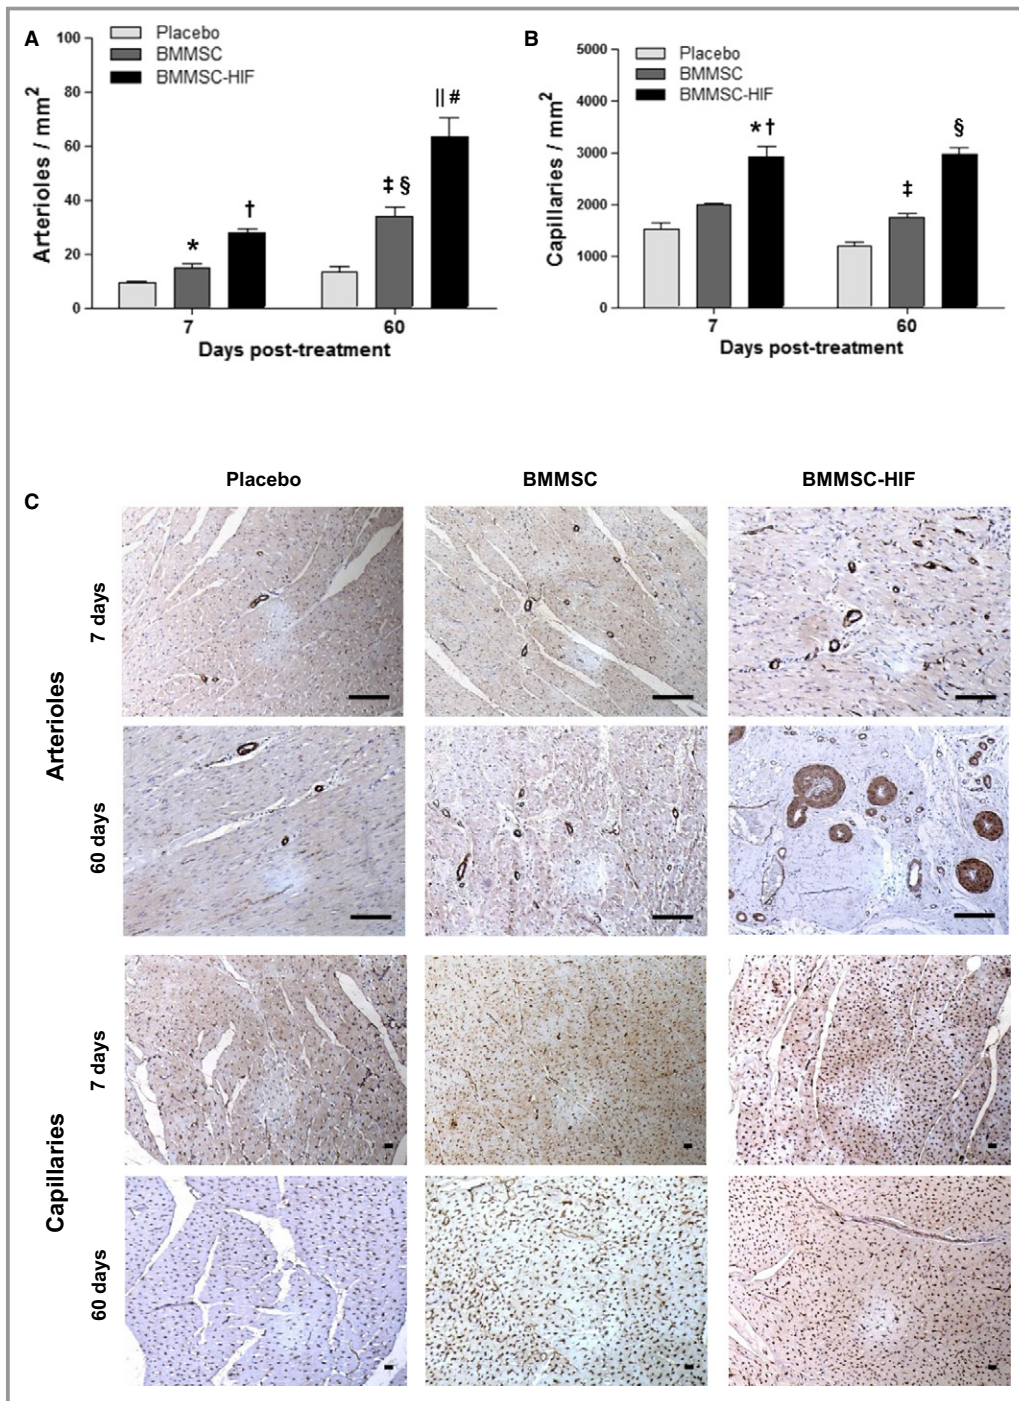 A
Placebo
BMMSC
BMMSC-HIF
100
80
60
40
20
0
Arterioles / mm2
*
†
‡ §
|| #
7
60
Days post-treatment
B
Placebo
BMMSC
BMMSC-HIF
5000
4000
3000
2000
1000
0
Capillaries / mm2
* †
‡
§
7
60
Days post-treatment
Placebo
BMMSC
BMMSC-HIF
C
Arterioles
7 days
60 days
Capillaries
7 days
60 days